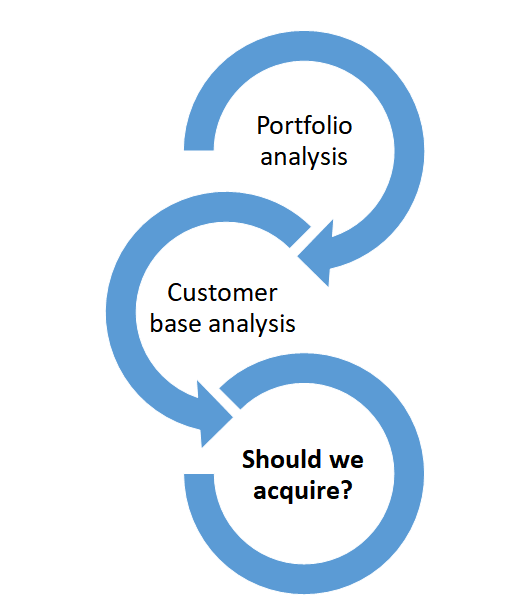 Portfolio
analysis
Customer
base analysis
Should we
acquire?